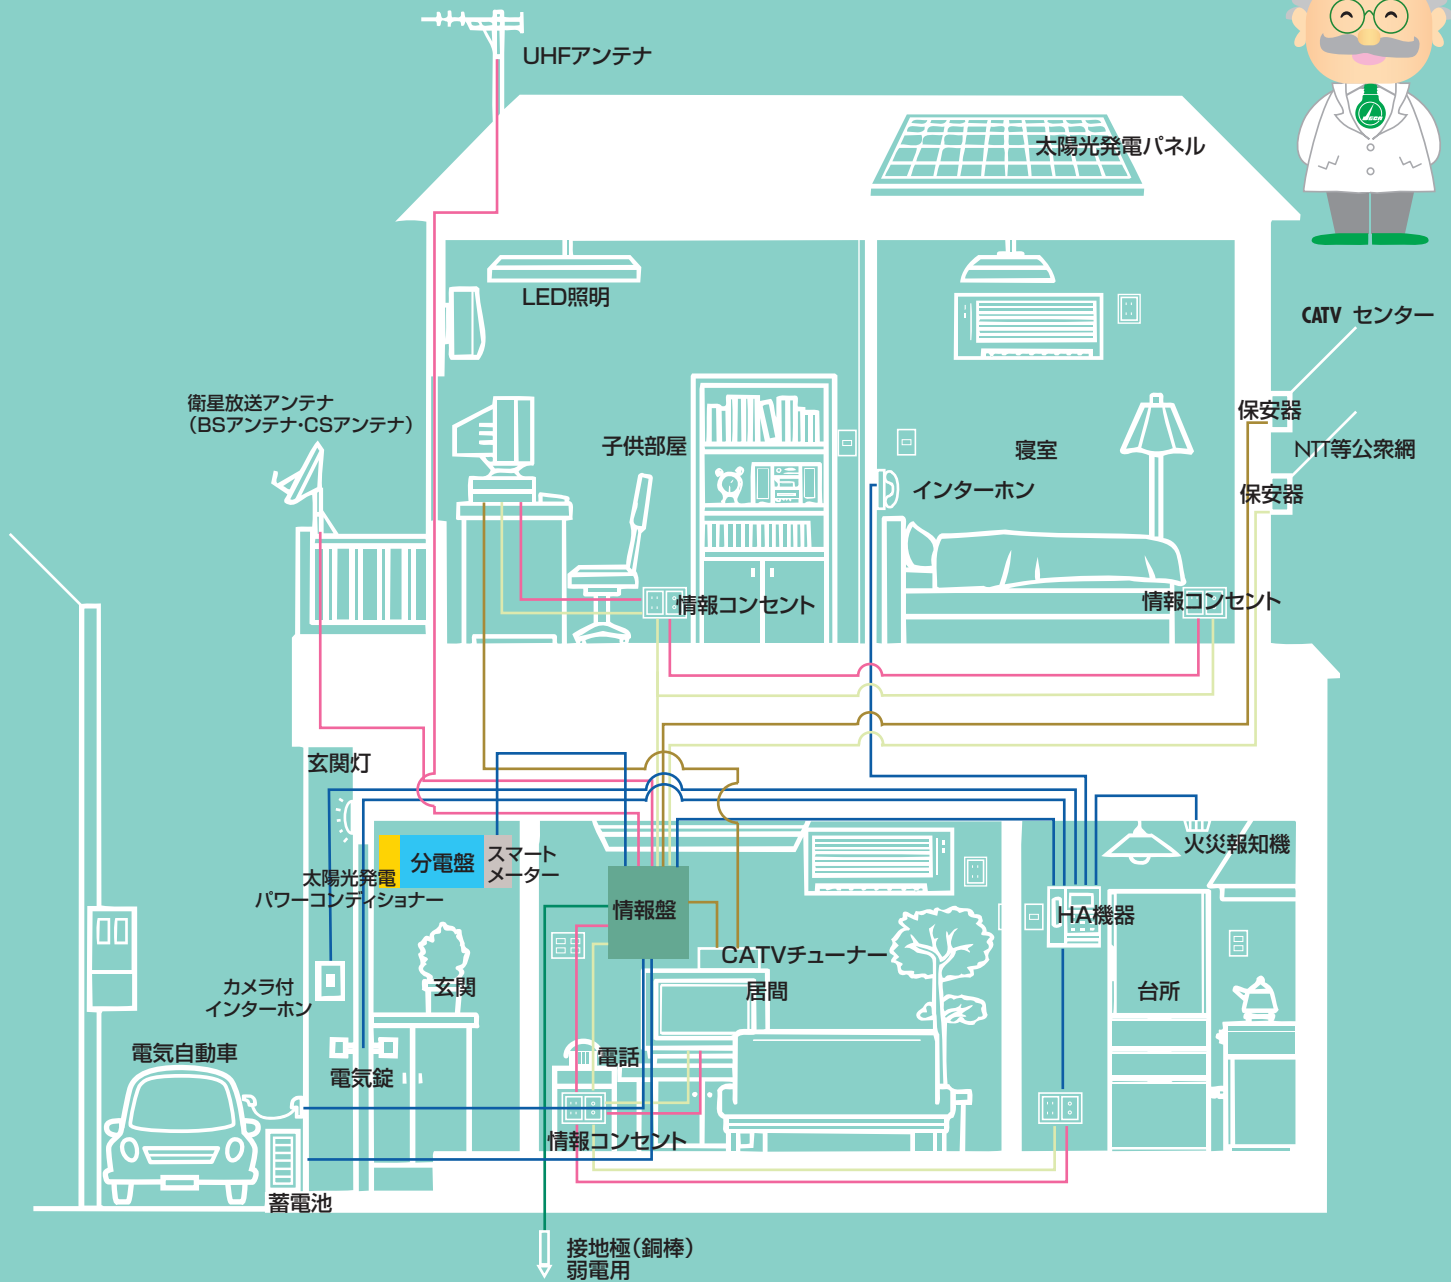 UHFアンテナ
太陽光発電パネル
LED照明
CATV センター
衛星放送アンテナ
（BSアンテナ・CSアンテナ）
保安器
子供部屋
寝室
NTT等公衆網
インターホン
保安器
情報コンセント
情報コンセント
玄関灯
分電盤
スマート
メーター
火災報知機
太陽光発電
パワーコンディショナー
情報盤
HA機器
CATVチューナー
カメラ付
インターホン
玄関
居間
台所
電気自動車
電話
電気錠
情報コンセント
蓄電池
接地極（銅棒）
弱電用